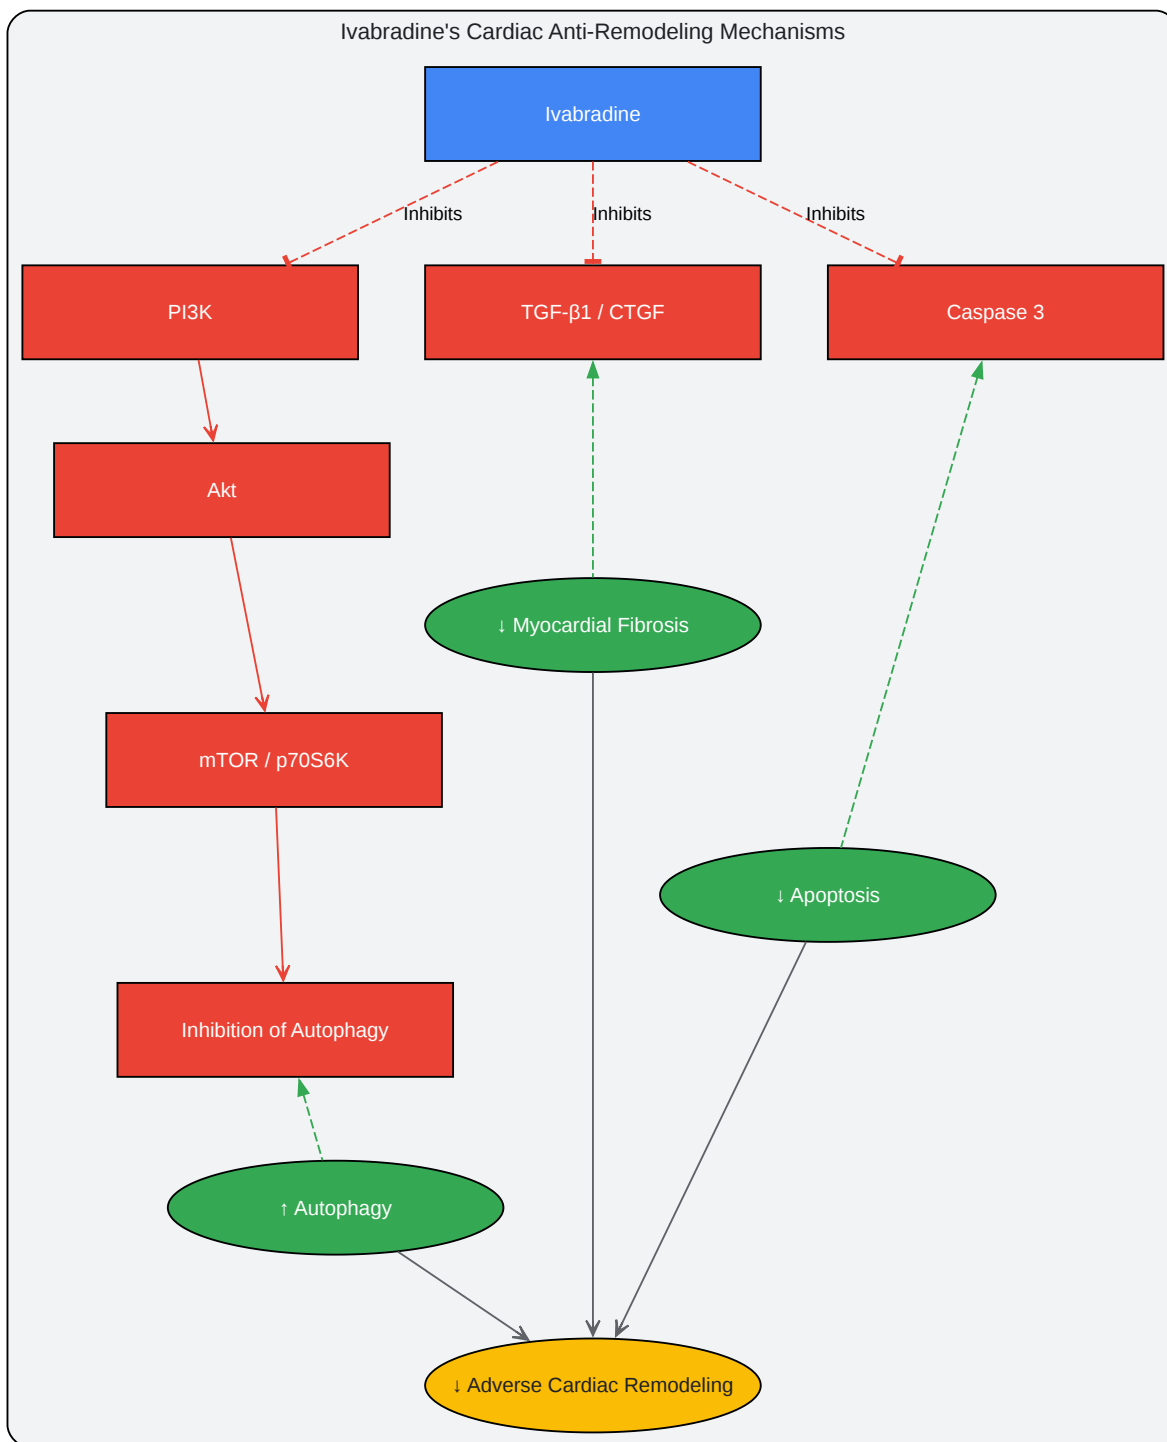 Ivabradine's Cardiac Anti-Remodeling Mechanisms
Ivabradine
Inhibits
Inhibits
Inhibits
PI3K
TGF-β1 / CTGF
Caspase 3
Akt
↓ Myocardial Fibrosis
mTOR / p70S6K
↓ Apoptosis
Inhibition of Autophagy
↑ Autophagy
↓ Adverse Cardiac Remodeling